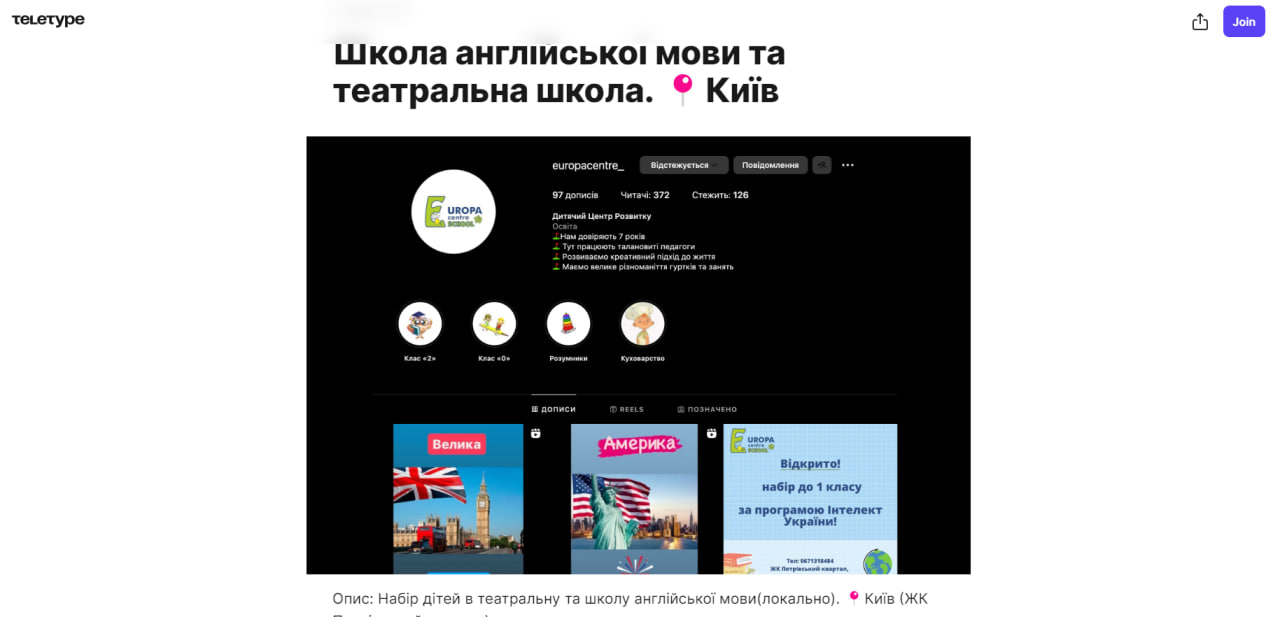 TELETYPE
Join
Школа англійської мови та
театральна школа. 📍 Київ
europacentre_ Відстежується Повідомлення
97 дописів Читачі: 372 Стежить: 126
Дитячий Центр Розвитку
Освіта
Нам довіряють 7 років
Тут працюють талановиті педагоги
Розвиваємо креативний підхід до життя
Маємо велике різноманіття гуртків та занять
EUROPA
centre
SCHOOL
Клас «2» Клас «0» Розумники Куховарство
ДОПИСИ REELS ПОЗНАЧЕНО
Велика
Америка
EUROPA
centre
SCHOOL
Відкрито!
набір до 1 класу
за програмою Інтелект
України!
Тел: 0671318484
ЖК Петрівський квартал,
Опис: Набір дітей в театральну та школу англійської мови(локально). 📍Київ (ЖК